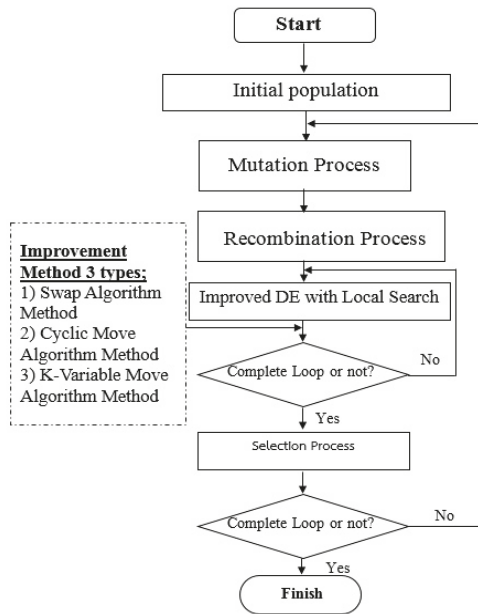 Start
Initial population
Mutation Process
Recombination Process
Improvement
Method 3 types;
1) Swap Algorithm
Method
2) Cyclic Move
Algorithm Method
3) K-Variable Move
Algorithm Method
Improved DE with Local Search
Complete Loop or not?
No
Yes
Selection Process
Complete Loop or not?
No
Yes
Finish